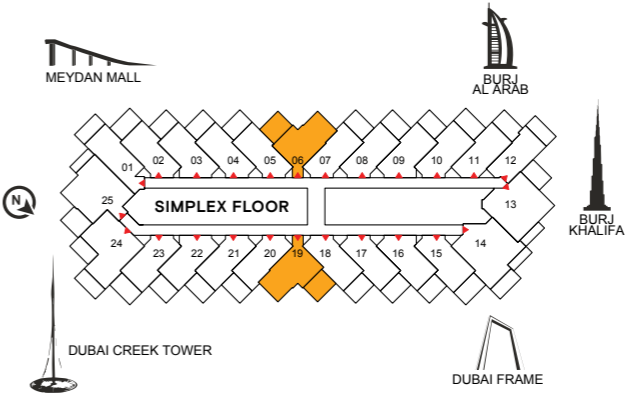 MEYDAN MALL
BURJ
AL ARAB
01 02 03 04 05 06 07 08 09 10 11 12
N
25
SIMPLEX FLOOR
13
BURJ
KHALIFA
24 23 22 21 20 19 18 17 16 15 14
DUBAI CREEK TOWER
DUBAI FRAME